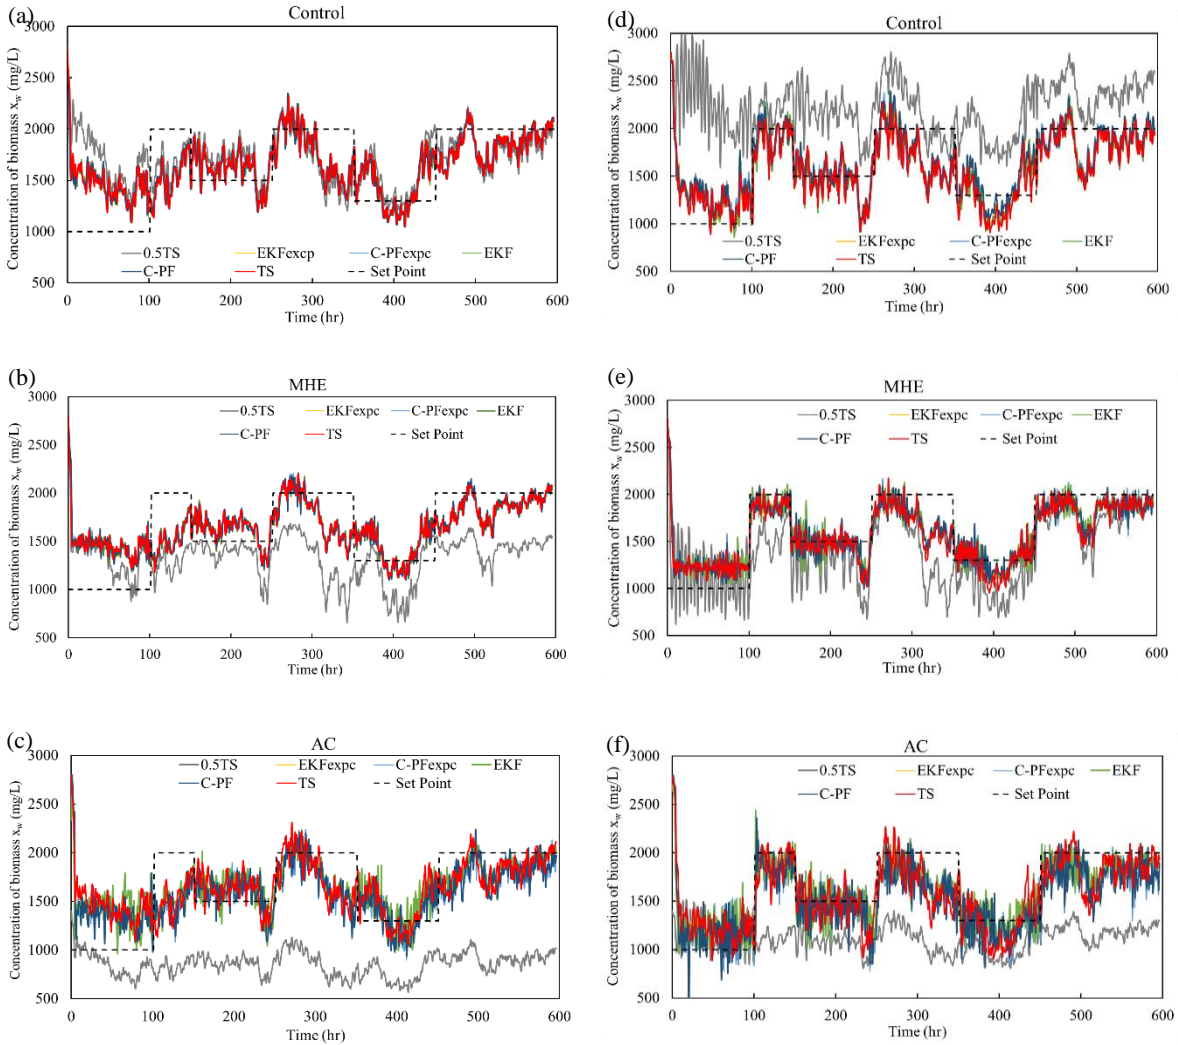 (a)
Control
Concentration of biomass xw (mg/L)
3000
2500
2000
1500
1000
500
0.5TS EKFexcp C-PFexpc EKF
C-PF TS Set Point
0 100 200 300 400 500 600
Time (hr)
(d)
Control
Concentration of biomass xw (mg/L)
3000
2500
2000
1500
1000
500
0.5TS EKFexpc C-PFexpc EKF
C-PF TS Set Point
0 100 200 300 400 500 600
Time (hr)
(b)
MHE
Concentration of biomass xw (mg/L)
3000
2500
2000
1500
1000
500
0.5TS EKFexpc C-PFexpc EKF
C-PF TS Set Point
0 100 200 300 400 500 600
Time (hr)
(e)
MHE
Concentration of biomass xw (mg/L)
3000
2500
2000
1500
1000
500
0.5TS EKFexpc C-PFexpc EKF
C-PF TS Set Point
0 100 200 300 400 500 600
Time (hr)
(c)
AC
Concentration of biomass xw (mg/L)
3000
2500
2000
1500
1000
500
0.5TS EKFexpc C-PFexpc EKF
C-PF TS Set Point
0 100 200 300 400 500 600
Time (hr)
(f)
AC
Concentration of biomass xw (mg/L)
3000
2500
2000
1500
1000
500
0.5TS EKFexpc C-PFexpc EKF
C-PF TS Set Point
0 100 200 300 400 500 600
Time (hr)